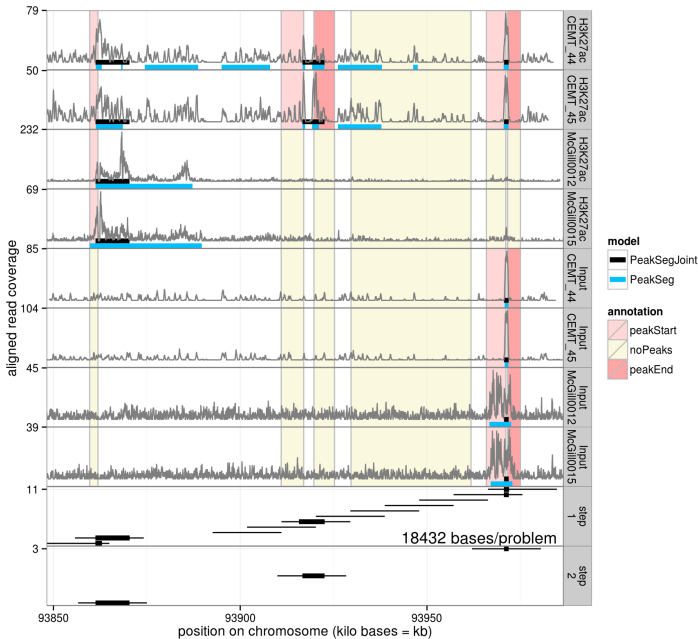 79
H3K27ac
CEMT_44
50
H3K27ac
CEMT_45
232
H3K27ac
McGill0012
69
H3K27ac
McGill0015
85
Input
CEMT_44
104
Input
CEMT_45
45
Input
McGill0012
39
Input
McGill0015
11
step
1
18432 bases/problem
3
step
2
aligned read coverage
93850
93900
93950
position on chromosome (kilo bases = kb)
model
PeakSegJoint
PeakSeg
annotation
peakStart
noPeaks
peakEnd